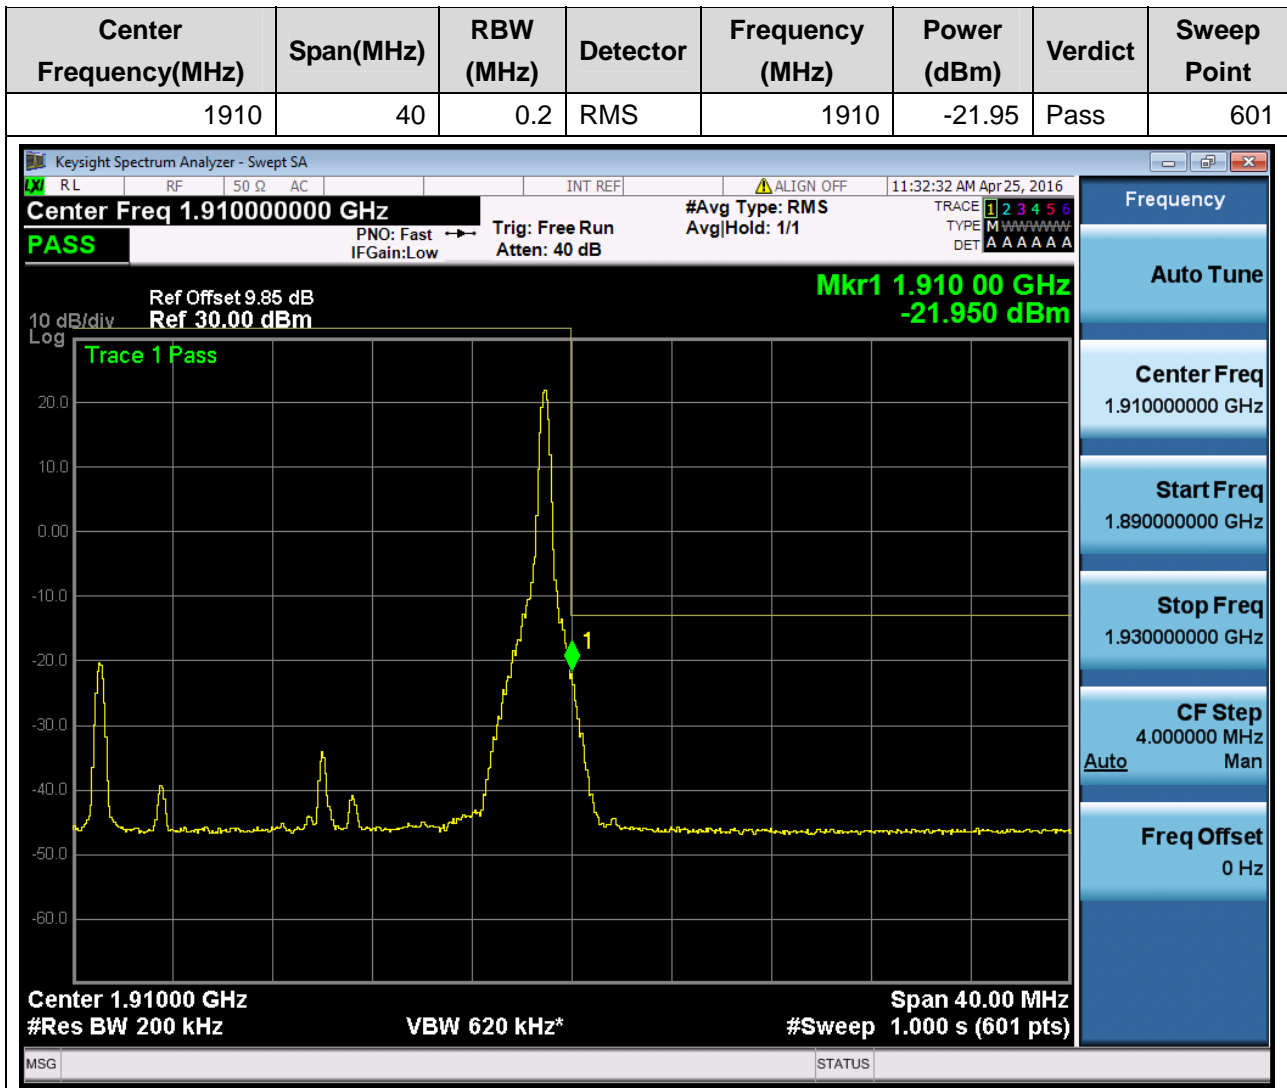 Center Frequency(MHz) Span(MHz) RBW (MHz) Detector Frequency (MHz) Power (dBm) Verdict Sweep Point
1910 40 0.2 RMS 1910 -21.95 Pass 601
Keysight Spectrum Analyzer - Swept SA
LXI RL RF 50 Ω AC INT REF ALIGN OFF 11:32:32 AM Apr 25, 2016
Center Freq 1.910000000 GHz
PASS
PNO: Fast
IFGain:Low
Trig: Free Run
Atten: 40 dB
#Avg Type: RMS
Avg|Hold: 1/1
TRACE 1 2 3 4 5 6
TYPE M WWWWW
DET A A A A A A
Mkr1 1.910 00 GHz
-21.950 dBm
Ref Offset 9.85 dB
10 dB/div Ref 30.00 dBm
Log
Trace 1 Pass
20.0
10.0
0.00
-10.0
1
-20.0
-30.0
-40.0
-50.0
-60.0
Center 1.91000 GHz Span 40.00 MHz
#Res BW 200 kHz VBW 620 kHz* #Sweep 1.000 s (601 pts)
MSG STATUS
Frequency
Auto Tune
Center Freq
1.910000000 GHz
Start Freq
1.890000000 GHz
Stop Freq
1.930000000 GHz
CF Step
4.000000 MHz
Auto Man
Freq Offset
0 Hz